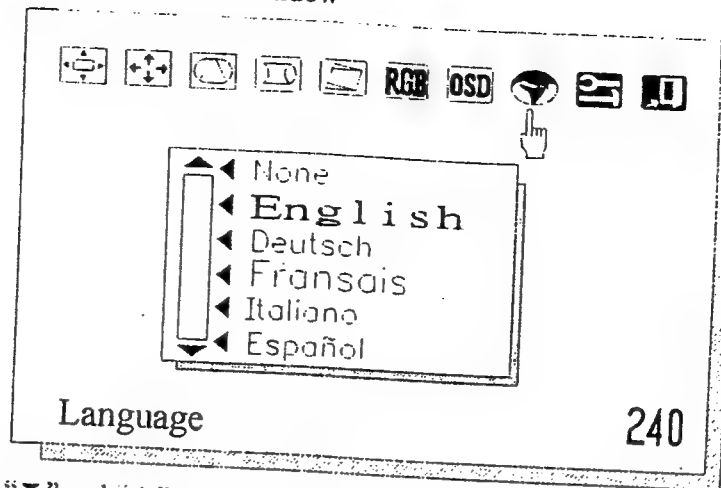 RGB OSD
None
English
Deutsch
Fransais
Italiano
Español
Language 240